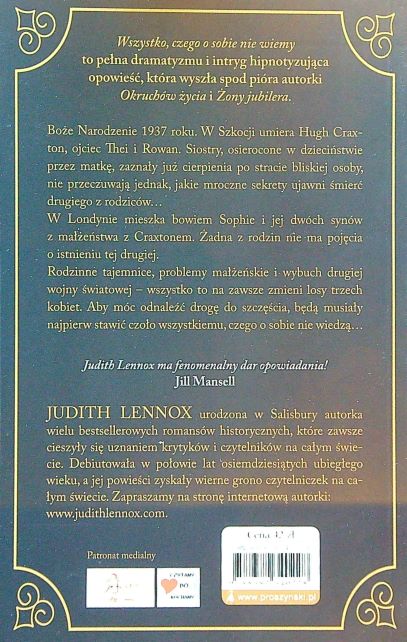 Wszystko, czego o sobie nie wiemy
to pełna dramatyzmu i intryg hipnotyzująca
opowieść, która wyszła spod pióra autorki
Okruchów życia i Żony jubilera.
Boże Narodzenie 1937 roku. W Szkocji umiera Hugh Crax-
ton, ojciec Thei i Rowan. Siostry, osierocone w dzieciństwie
przez matkę, zaznały już cierpienia po stracie bliskiej osoby,
nie przeczuwają jednak, jakie mroczne sekrety ujawni śmierć
drugiego z rodziców...
W Londynie mieszka bowiem Sophie i jej dwóch synów
z małżeństwa z Craxtonem. Żadna z rodzin nie ma pojęcia
o istnieniu tej drugiej.
Rodzinne tajemnice, problemy małżeńskie i wybuch drugiej
wojny światowej – wszystko to na zawsze zmieni losy trzech
kobiet. Aby móc odnaleźć drogę do szczęścia, będą musiały
najpierw stawić czoło wszystkiemu, czego o sobie nie wiedzą...
Judith Lennox ma fenomenalny dar opowiadania!
Jill Mansell
JUDITH LENNOX urodzona w Salisbury autorka
wielu bestsellerowych romansów historycznych, które zawsze
cieszyły się uznaniem krytyków i czytelników na całym świe-
cie. Debiutowała w połowie lat osiemdziesiątych ubiegłego
wieku, a jej powieści zyskały wierne grono czytelniczek na ca-
łym świecie. Zapraszamy na stronę internetową autorki:
www.judithlennox.com.
Cena 42 zł
Patronat medialny
CZYTAMY
BO
KOCHAMY
www.proszynski.pl